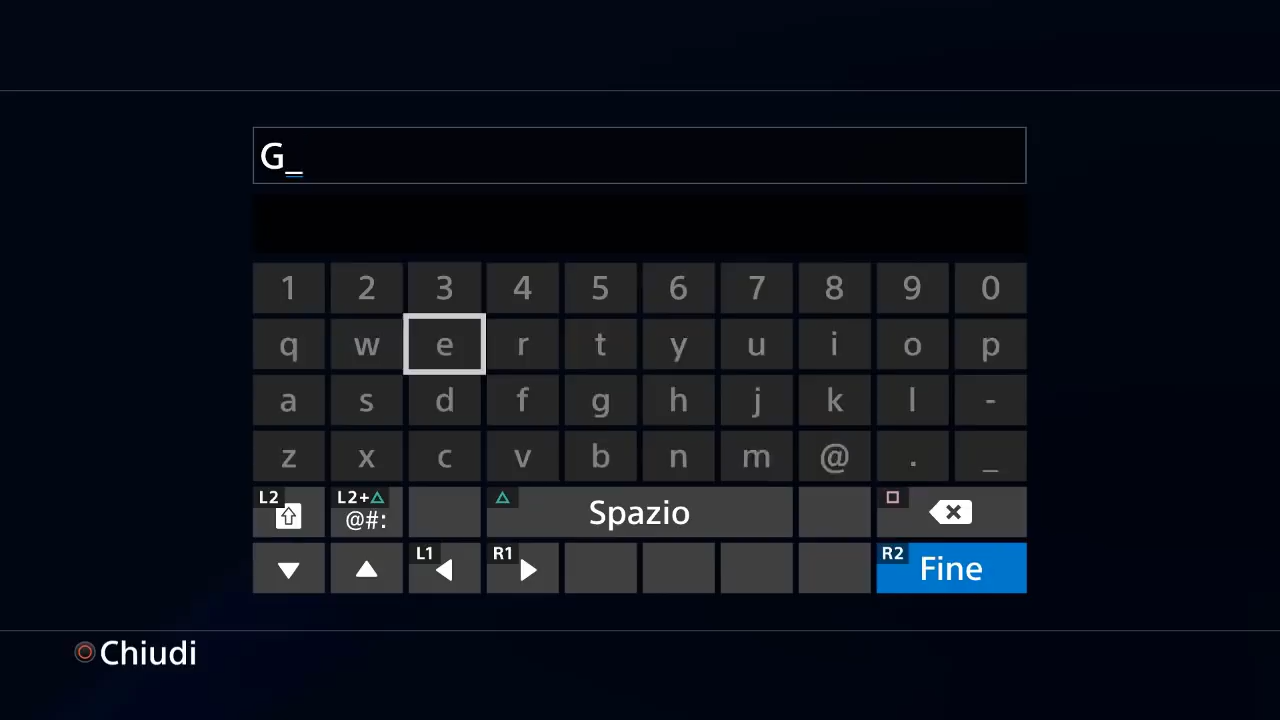 G_
1 2 3 4 5 6 7 8 9 0
q w e r t y u i o p
a s d f g h j k l -
z x c v b n m @ . _
L2 L2+△ @#: △ Spazio □
L1 R1 R2 Fine
Chiudi